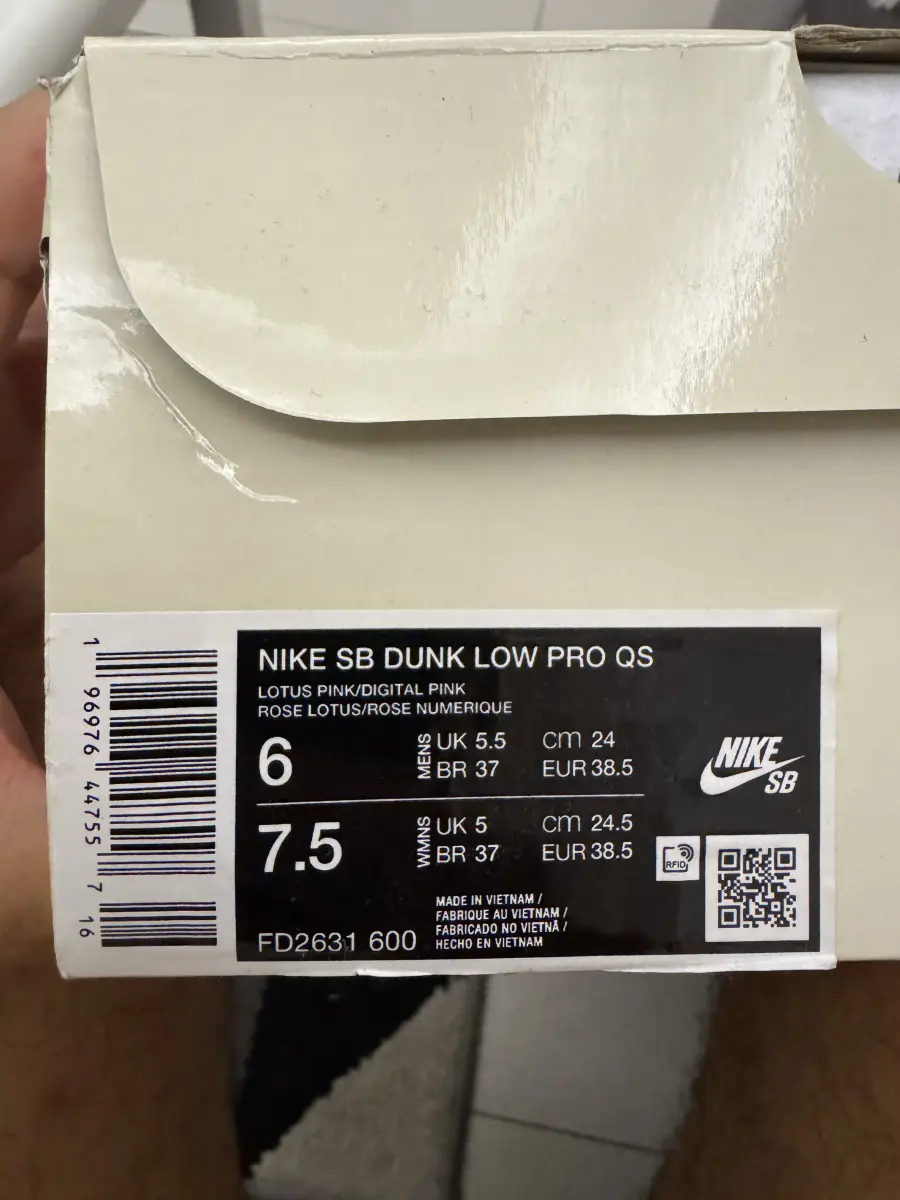 NIKE SB DUNK LOW PRO QS
LOTUS PINK/DIGITAL PINK
ROSE LOTUS/ROSE NUMERIQUE
6
MENS
UK 5.5 cm 24
BR 37 EUR 38.5
7.5
WMNS
UK 5 cm 24.5
BR 37 EUR 38.5
FD2631 600
MADE IN VIETNAM /
FABRIQUE AU VIETNAM /
FABRICADO NO VIETNÃ /
HECHO EN VIETNAM
NIKE
SB
RFID
1 96976 44755 7 16